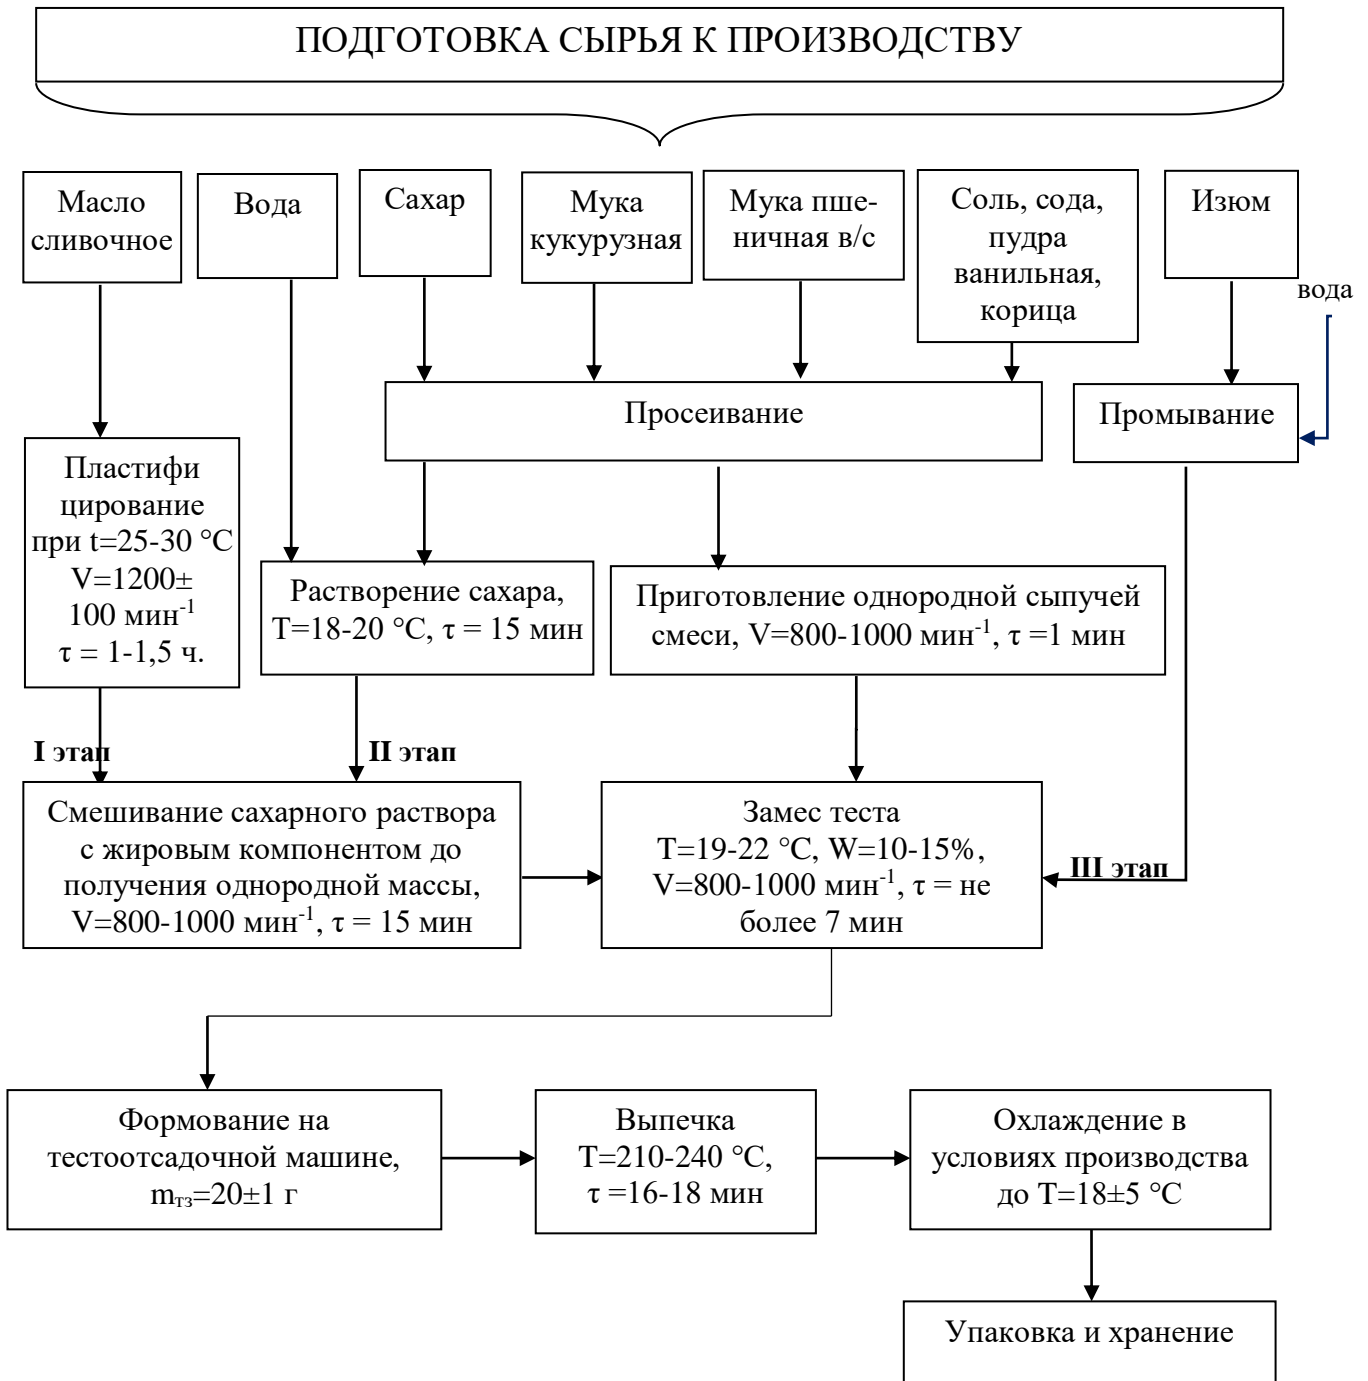 ПОДГОТОВКА СЫРЬЯ К ПРОИЗВОДСТВУ
Масло
сливочное
Вода
Сахар
Мука
кукурузная
Мука пше-
ничная в/с
Соль, сода,
пудра
ванильная,
корица
Изюм
вода
Просеивание
Промывание
Пластифи
цирование
при t=25-30 °C
V=1200±
100 мин⁻¹
τ = 1-1,5 ч.
Растворение сахара,
T=18-20 °C, τ = 15 мин
Приготовление однородной сыпучей
смеси, V=800-1000 мин⁻¹, τ =1 мин
I этап
II этап
Смешивание сахарного раствора
с жировым компонентом до
получения однородной массы,
V=800-1000 мин⁻¹, τ = 15 мин
Замес теста
T=19-22 °C, W=10-15%,
V=800-1000 мин⁻¹, τ = не
более 7 мин
III этап
Формование на
тестоотсадочной машине,
mтз=20±1 г
Выпечка
T=210-240 °C,
τ =16-18 мин
Охлаждение в
условиях производства
до T=18±5 °C
Упаковка и хранение